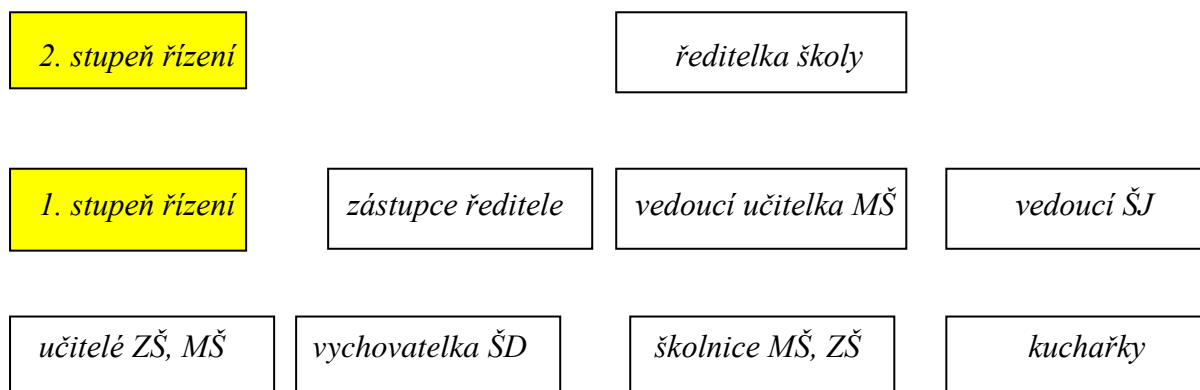 2. stupeň řízení
ředitelka školy
1. stupeň řízení
zástupce ředitele
vedoucí učitelka MŠ
vedoucí ŠJ
učitelé ZŠ, MŠ
vychovatelka ŠD
školnice MŠ, ZŠ
kuchařky